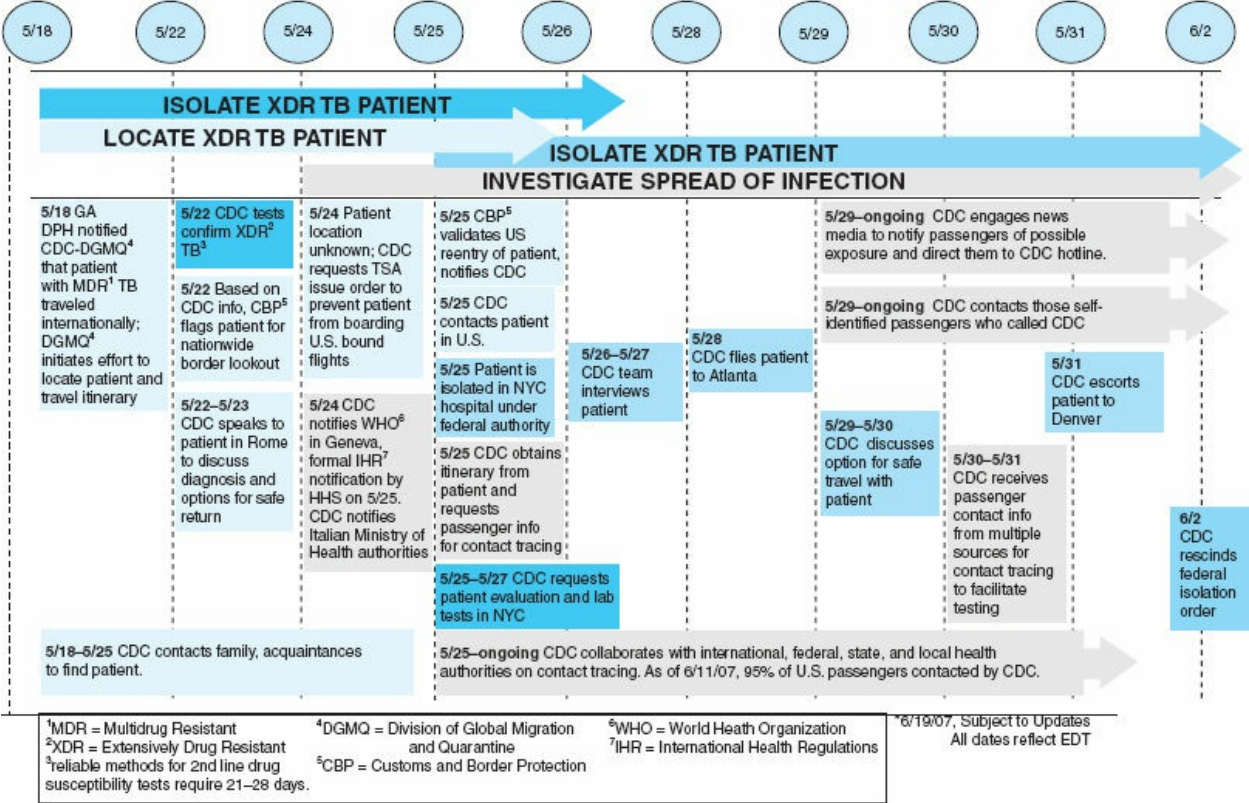 5/18
5/22
5/24
5/25
5/26
5/28
5/29
5/30
5/31
6/2
ISOLATE XDR TB PATIENT
LOCATE XDR TB PATIENT
ISOLATE XDR TB PATIENT
INVESTIGATE SPREAD OF INFECTION
5/18 GA
DPH notified
CDC-DGMQ⁴
that patient
with MDR¹ TB
traveled
internationally;
DGMQ⁴
initiates effort to
locate patient and
travel itinerary
5/22 CDC tests
confirm XDR²
TB³
5/22 Based on
CDC info, CBP⁵
flags patient for
nationwide
border lookout
5/22–5/23
CDC speaks to
patient in Rome
to discuss
diagnosis and
options for safe
return
5/24 Patient
location
unknown; CDC
requests TSA
issue order to
prevent patient
from boarding
U.S. bound
flights
5/24 CDC
notifies WHO⁶
in Geneva,
formal IHR⁷
notification by
HHS on 5/25.
CDC notifies
Italian Ministry of
Health authorities
5/25 CBP⁵
validates US
reentry of patient,
notifies CDC
5/25 CDC
contacts patient
in U.S.
5/25 Patient is
isolated in NYC
hospital under
federal authority
5/25 CDC obtains
itinerary from
patient and
requests
passenger info
for contact tracing
5/25–5/27 CDC requests
patient evaluation and lab
tests in NYC
5/26–5/27
CDC team
interviews
patient
5/28
CDC flies patient
to Atlanta
5/29–ongoing CDC engages news
media to notify passengers of possible
exposure and direct them to CDC hotline.
5/29–ongoing CDC contacts those self-
identified passengers who called CDC
5/29–5/30
CDC discusses
option for safe
travel with
patient
5/30–5/31
CDC receives
passenger
contact info
from multiple
sources for
contact tracing
to facilitate
testing
5/31
CDC escorts
patient to
Denver
6/2
CDC
rescinds
federal
isolation
order
5/18–5/25 CDC contacts family, acquaintances
to find patient.
5/25–ongoing CDC collaborates with international, federal, state, and local health
authorities on contact tracing. As of 6/11/07, 95% of U.S. passengers contacted by CDC.
¹MDR = Multidrug Resistant
²XDR = Extensively Drug Resistant
³reliable methods for 2nd line drug
susceptibility tests require 21–28 days.
⁴DGMQ = Division of Global Migration
and Quarantine
⁵CBP = Customs and Border Protection
⁶WHO = World Heath Organization
⁷IHR = International Health Regulations
*6/19/07, Subject to Updates
All dates reflect EDT